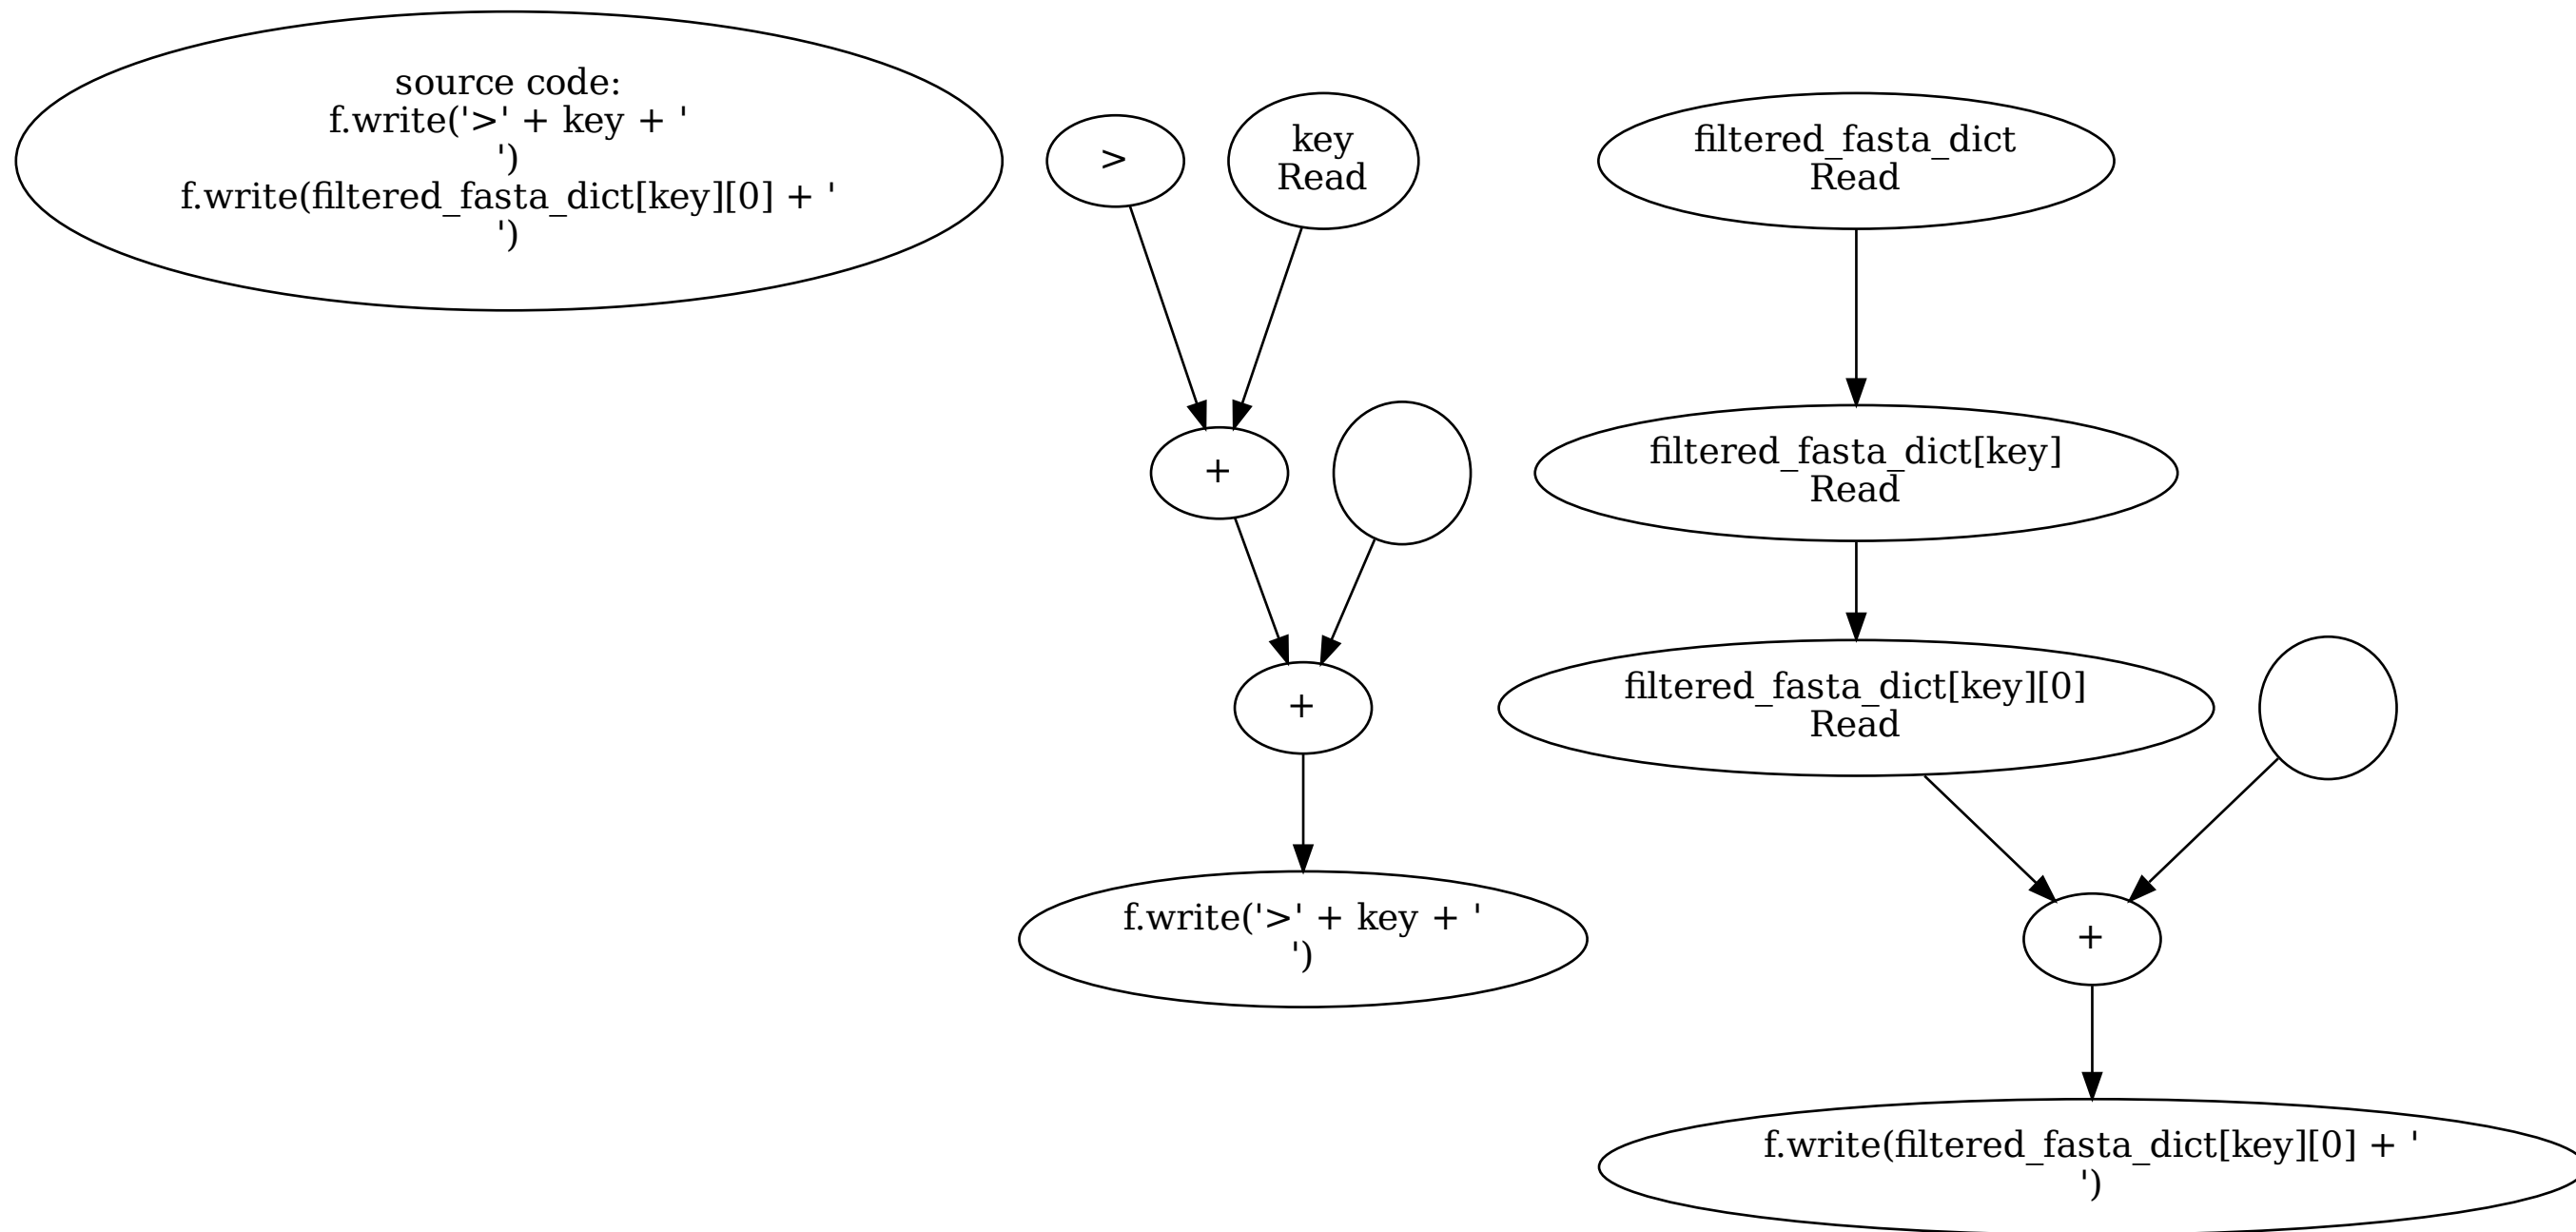 source code:
f.write('>' + key + '
')
f.write(filtered_fasta_dict[key][0] + '
')
>
key
Read
filtered_fasta_dict
Read
+
filtered_fasta_dict[key]
Read
+
filtered_fasta_dict[key][0]
Read
f.write('>' + key + '
')
+
f.write(filtered_fasta_dict[key][0] + '
')